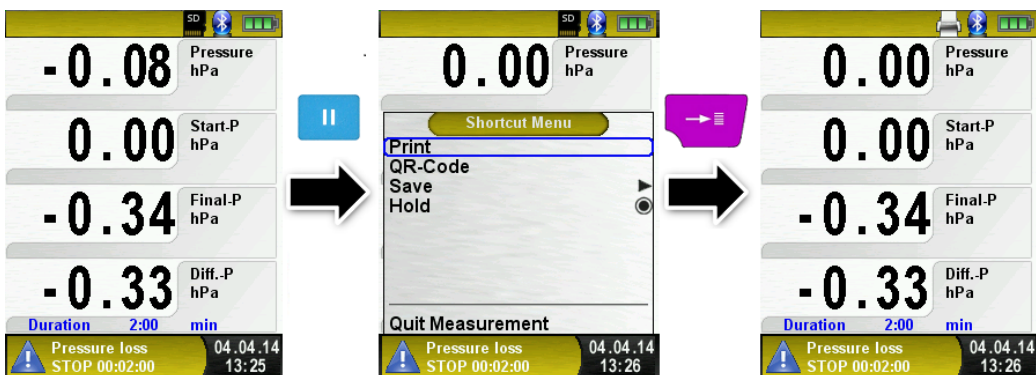 SD
-0.08
Pressure
hPa
0.00
Start-P
hPa
-0.34
Final-P
hPa
-0.33
Diff.-P
hPa
Duration 2:00 min
Pressure loss
STOP 00:02:00
04.04.14
13:25
SD
0.00
Pressure
hPa
Shortcut Menu
Print
QR-Code
Save
Hold
Quit Measurement
Pressure loss
STOP 00:02:00
04.04.14
13:26
0.00
Pressure
hPa
0.00
Start-P
hPa
-0.34
Final-P
hPa
-0.33
Diff.-P
hPa
Duration 2:00 min
Pressure loss
STOP 00:02:00
04.04.14
13:26